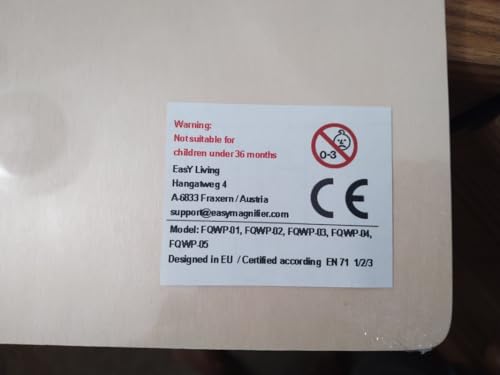 Warning:
Not suitable for
children under 36 months
0-3
EasY Living
Hangatweg 4
A-6833 Fraxern / Austria
support@easymagnifier.com
CE
Model: FQWP-01, FQWP-02, FQWP-03, FQWP-04,
FQWP-05
Designed in EU / Certified according EN 71 1/2/3